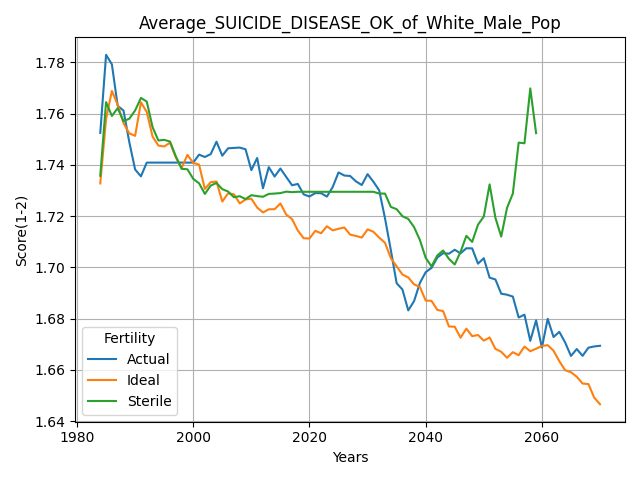 Average_SUICIDE_DISEASE_OK_of_White_Male_Pop
1.78
1.76
1.74
1.72
1.70
1.68
1.66
1.64
Score(1-2)
Fertility
Actual
Ideal
Sterile
1980
2000
2020
2040
2060
Years